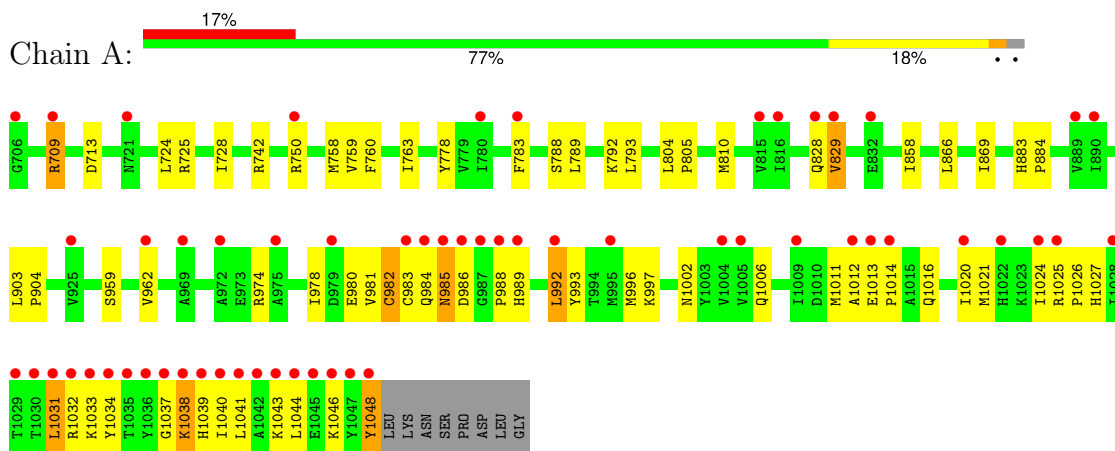 17%
Chain A:
77% 18% • •
G706 R709 D713 N721 L724 R725 I728 R742 R750 M758 V759 F760 I763 Y778 V779 I780 F783 S788 L789 K792 L793 L804 P805 M810 V815 I816 Q828 V829 E832 I858 L866 I869 H883 P884 V889 I890
L903 P904 V925 S959 V962 A969 A972 E973 R974 A975 I978 D979 E980 V981 C982 C983 Q984 N985 D986 G987 P988 H989 L992 Y993 T994 M995 M996 K997 N1002 Y1003 V1004 V1005 Q1006 I1009 D1010 M1011 A1012 E1013 P1014 A1015 Q1016 I1020 M1021 H1022 K1023 I1024 R1025 P1026 H1027
T1029 T1030 L1031 R1032 K1033 Y1034 T1035 Y1036 G1037 K1038 H1039 I1040 L1041 A1042 K1043 L1044 E1045 K1046 Y1047 Y1048 LEU LYS ASN SER PRO ASP LEU GLY